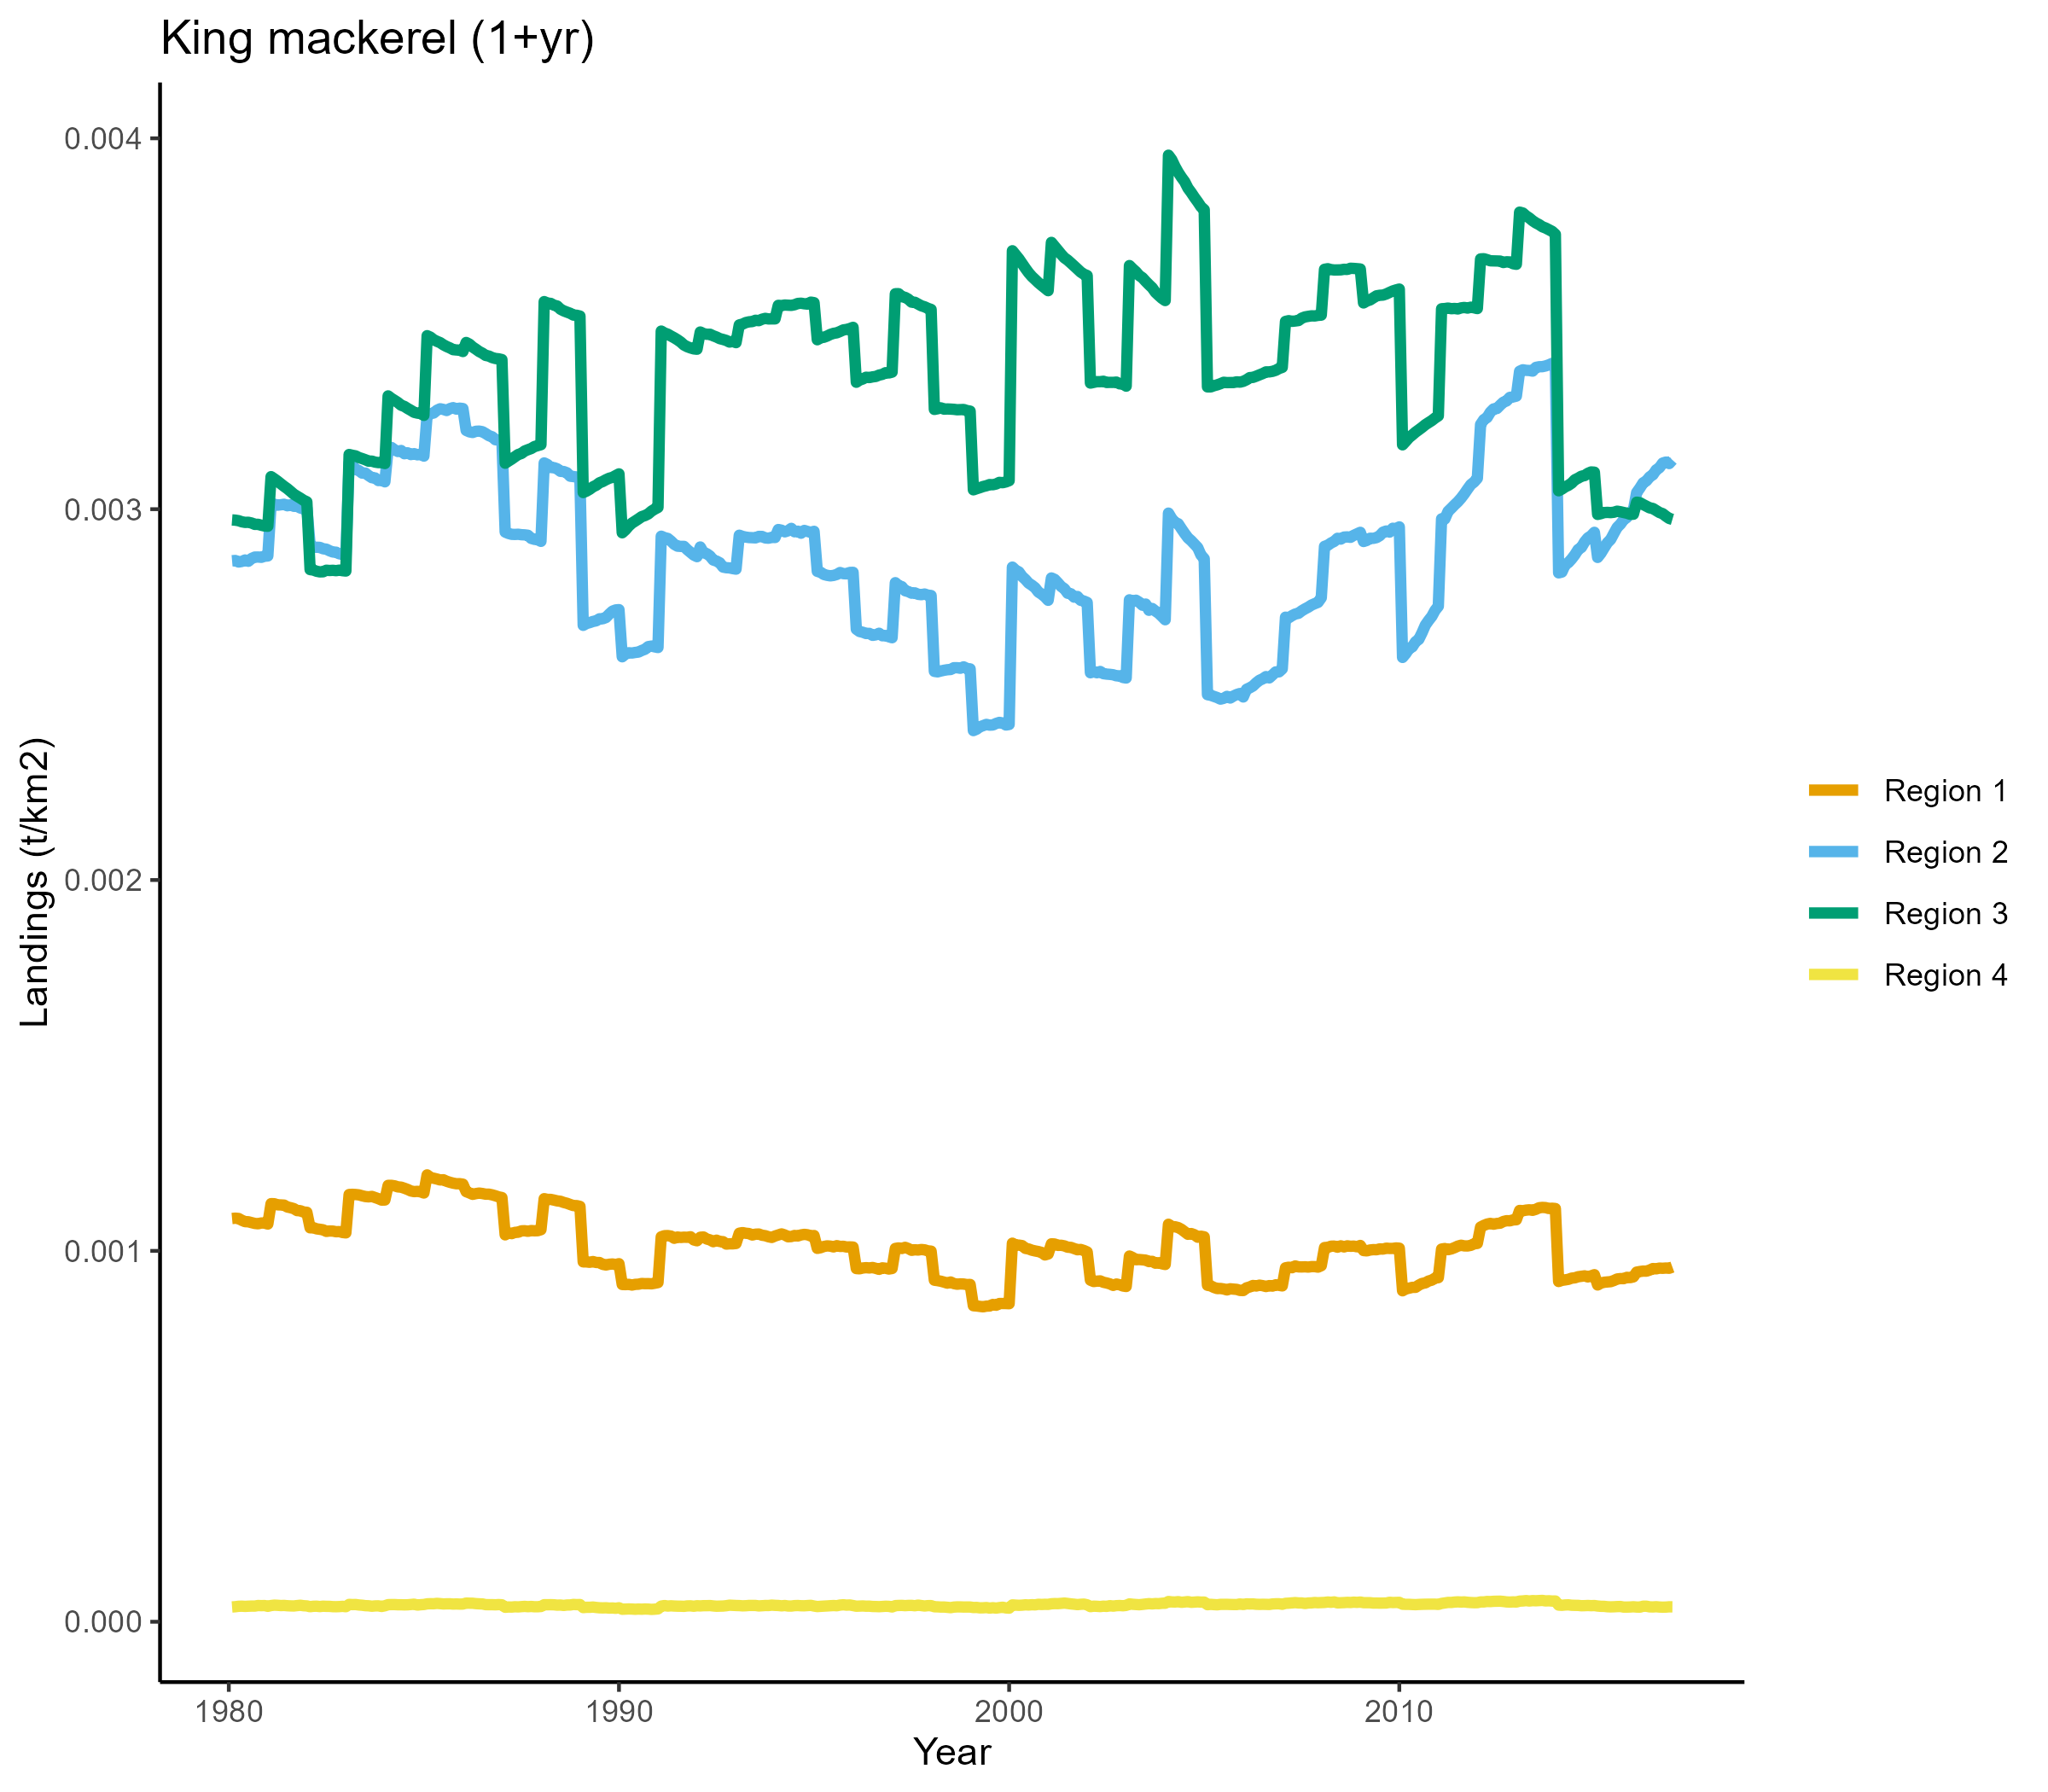 King mackerel (1+yr)
Landings (t/km2)
0.004
0.003
0.002
0.001
0.000
1980 1990 2000 2010
Year
Region 1
Region 2
Region 3
Region 4